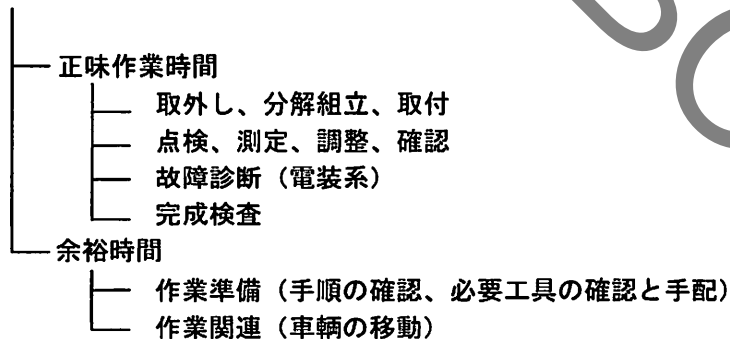 正味作業時間
取外し、分解組立、取付
点検、測定、調整、確認
故障診断（電装系）
完成検査
余裕時間
作業準備（手順の確認、必要工具の確認と手配）
作業関連（車輌の移動）